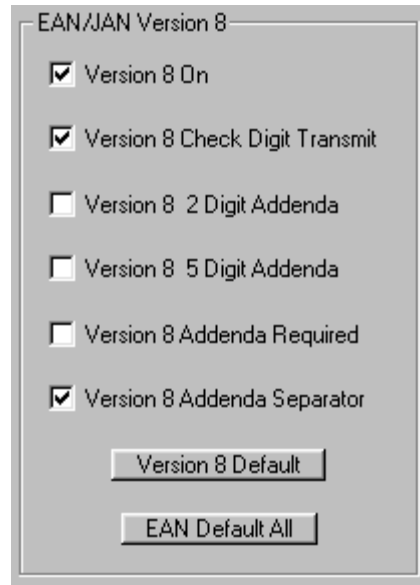 EAN/JAN Version 8
Version 8 On
Version 8 Check Digit Transmit
Version 8  2 Digit Addenda
Version 8  5 Digit Addenda
Version 8 Addenda Required
Version 8 Addenda Separator
Version 8 Default
EAN Default All